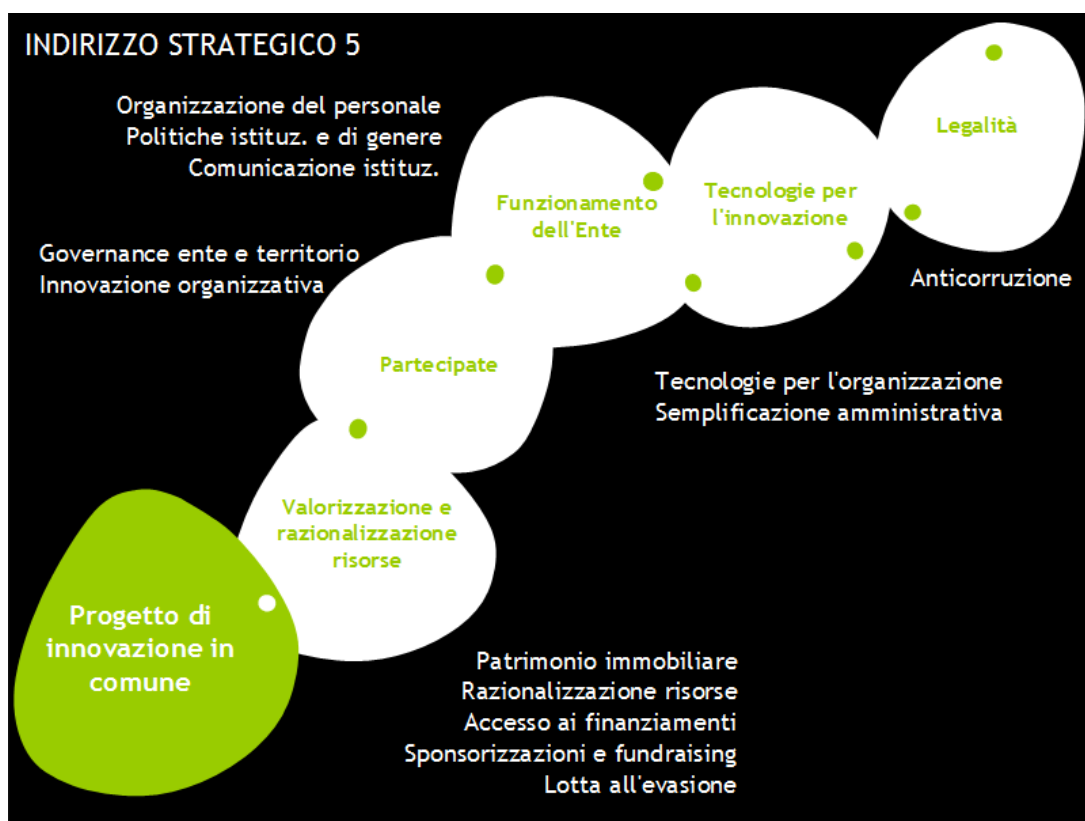 INDIRIZZO STRATEGICO 5
Organizzazione del personale
Politiche istituz. e di genere
Comunicazione istituz.
Legalità
Tecnologie per
l'innovazione
Funzionamento
dell'Ente
Governance ente e territorio
Innovazione organizzativa
Anticorruzione
Partecipate
Tecnologie per l'organizzazione
Semplificazione amministrativa
Valorizzazione e
razionalizzazione
risorse
Progetto di
innovazione in
comune
Patrimonio immobiliare
Razionalizzazione risorse
Accesso ai finanziamenti
Sponsorizzazioni e fundraising
Lotta all'evasione